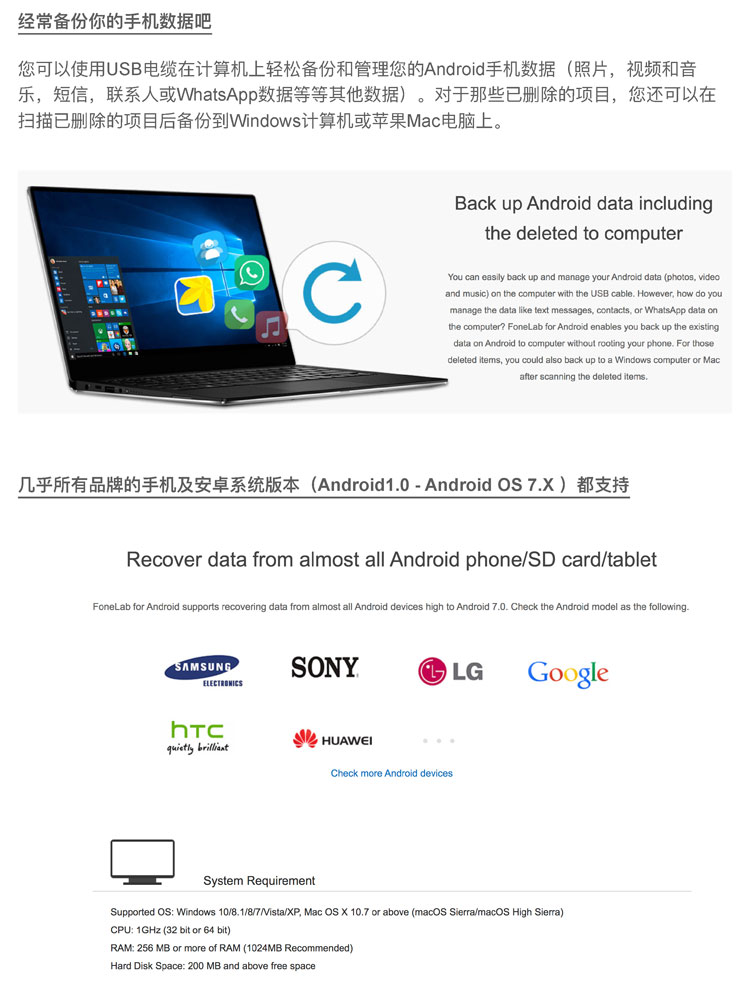 经常备份你的手机数据吧
您可以使用USB电缆在计算机上轻松备份和管理您的Android手机数据（照片，视频和音
乐，短信，联系人或WhatsApp数据等等其他数据）。对于那些已删除的项目，您还可以在
扫描已删除的项目后备份到Windows计算机或苹果Mac电脑上。
Back up Android data including
the deleted to computer
You can easily back up and manage your Android data (photos, video
and music) on the computer with the USB cable. However, how do you
manage the data like text messages, contacts, or WhatsApp data on
the computer? FoneLab for Android enables you back up the existing
data on Android to computer without rooting your phone. For those
deleted items, you could also back up to a Windows computer or Mac
after scanning the deleted items.
几乎所有品牌的手机及安卓系统版本（Android1.0 - Android OS 7.X ）都支持
Recover data from almost all Android phone/SD card/tablet
FoneLab for Android supports recovering data from almost all Android devices high to Android 7.0. Check the Android model as the following.
SAMSUNG
ELECTRONICS
SONY
LG
Google
hTC
quietly brilliant
HUAWEI
Check more Android devices
System Requirement
Supported OS: Windows 10/8.1/8/7/Vista/XP, Mac OS X 10.7 or above (macOS Sierra/macOS High Sierra)
CPU: 1GHz (32 bit or 64 bit)
RAM: 256 MB or more of RAM (1024MB Recommended)
Hard Disk Space: 200 MB and above free space